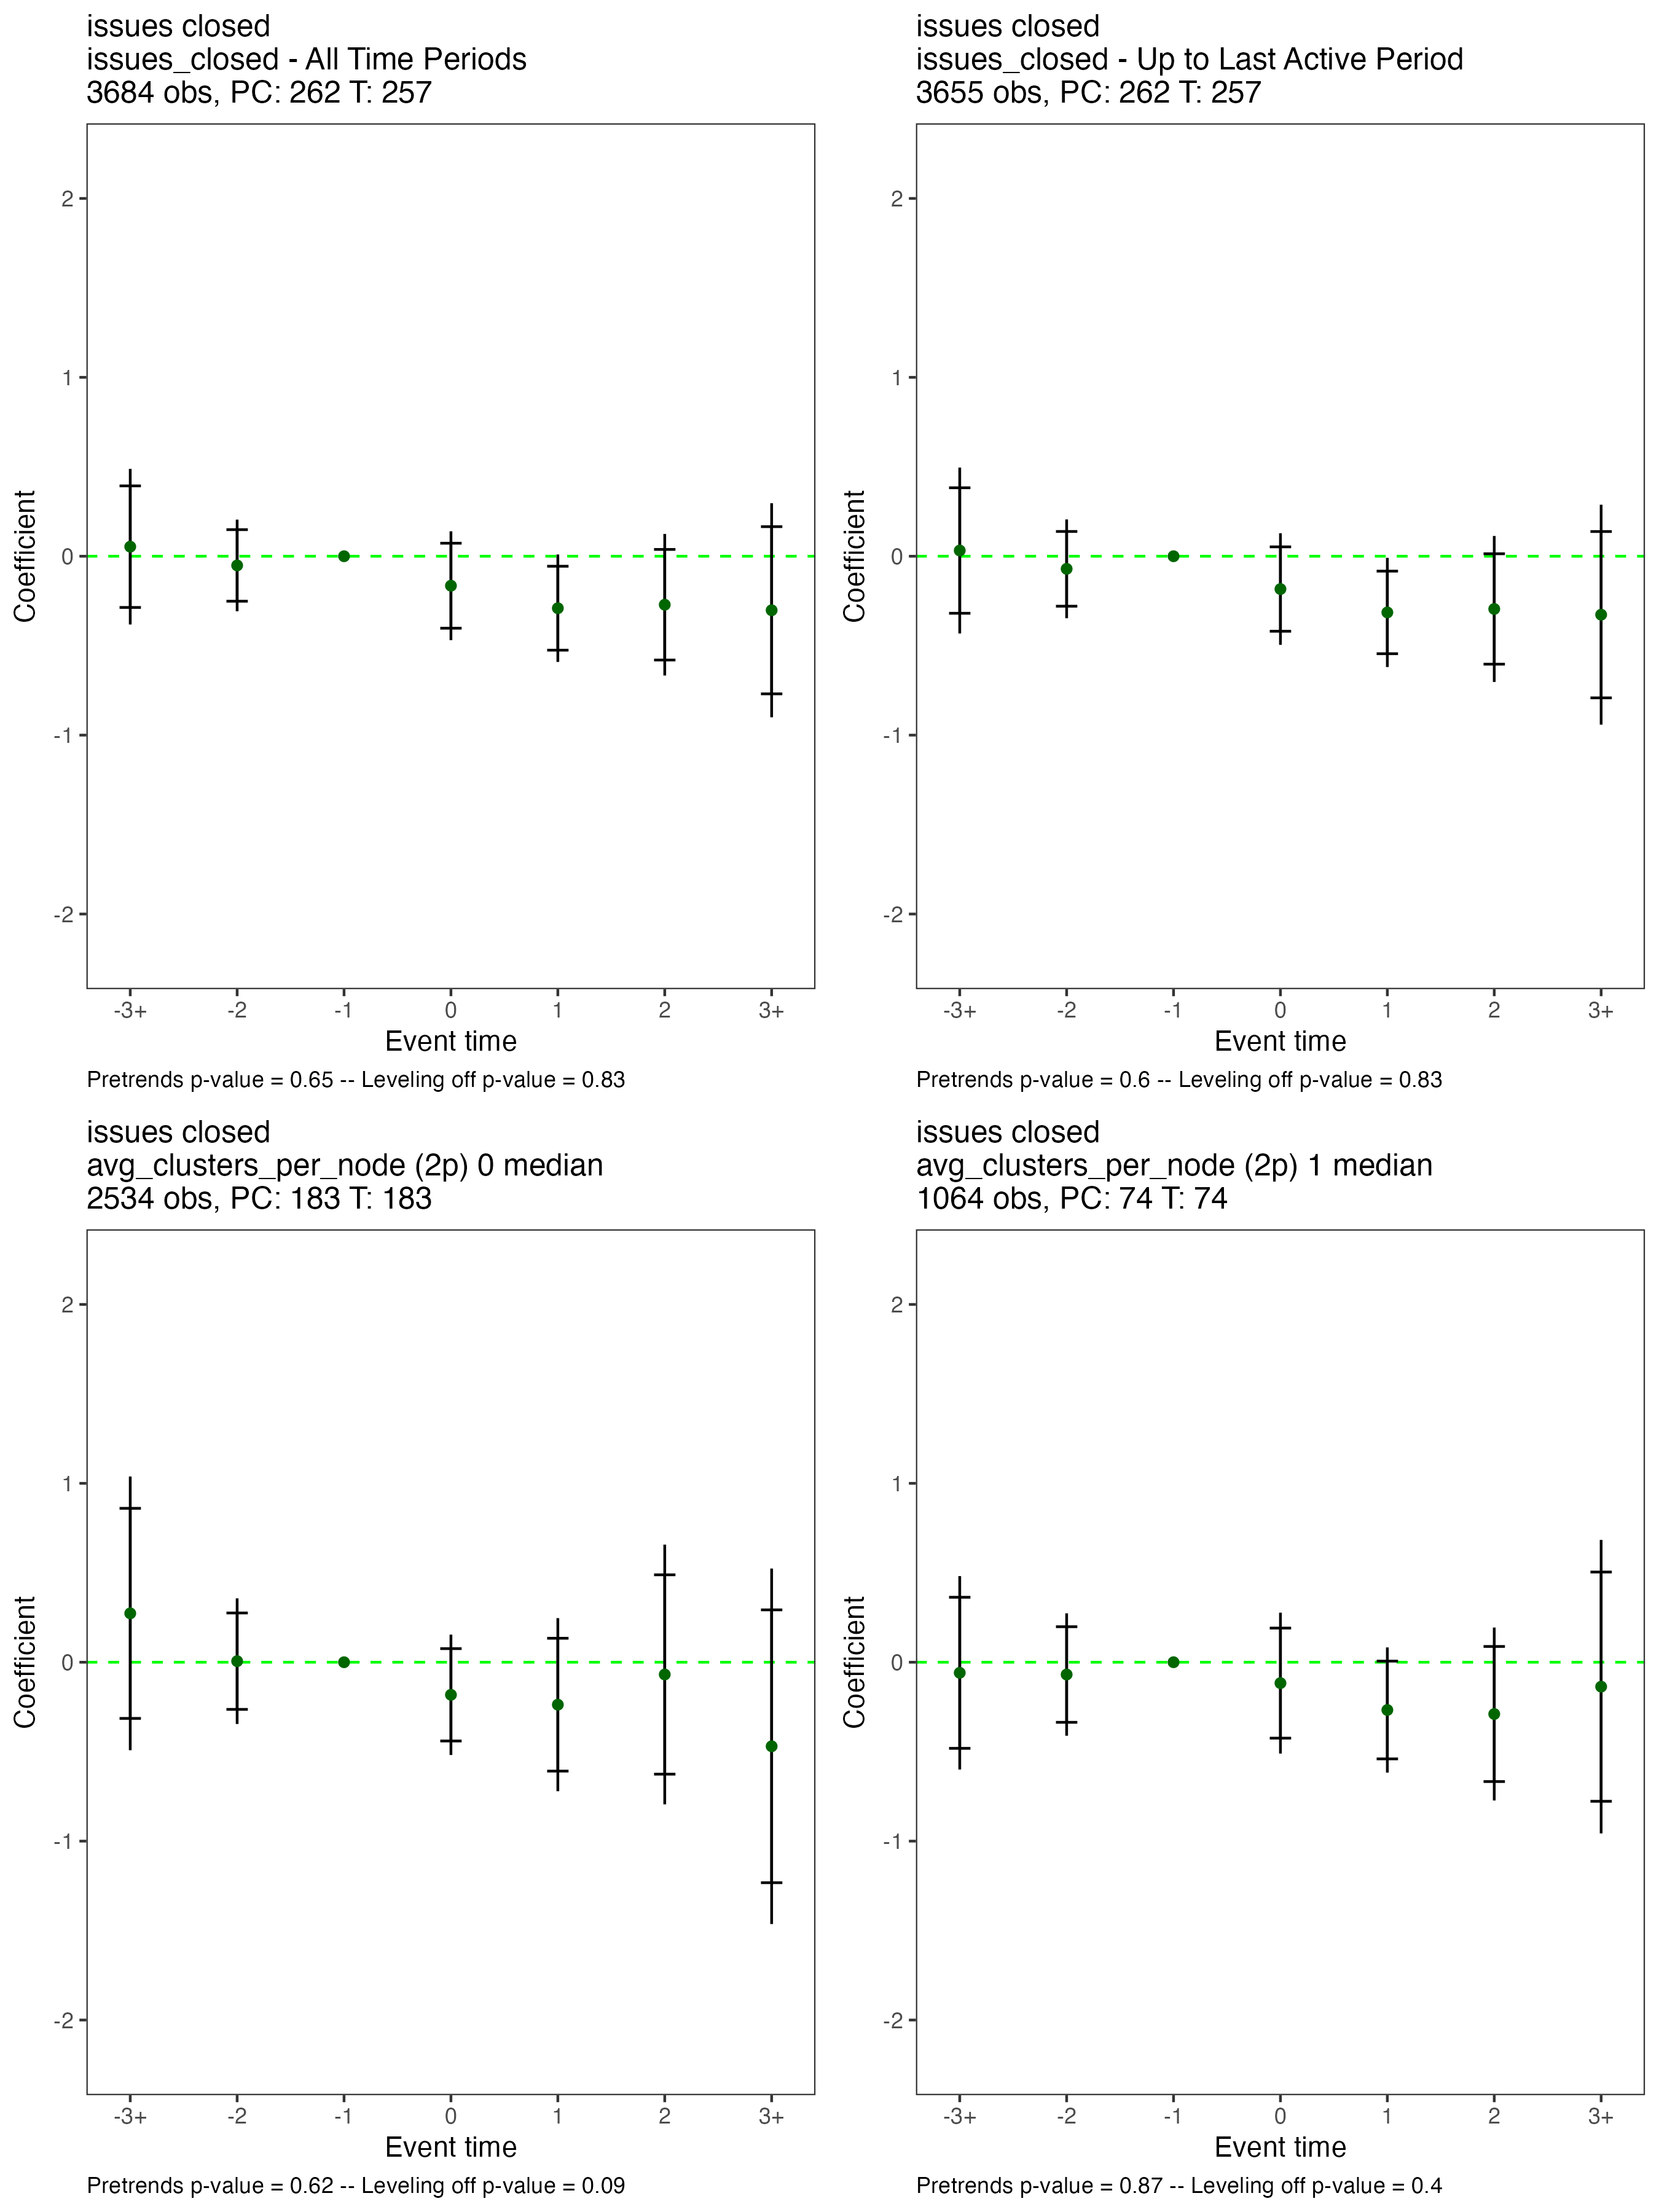 issues closed
issues_closed - All Time Periods
3684 obs, PC: 262 T: 257
2
1
0
-1
-2
Coefficient
-3+ -2 -1 0 1 2 3+
Event time
Pretrends p-value = 0.65 -- Leveling off p-value = 0.83
issues closed
issues_closed - Up to Last Active Period
3655 obs, PC: 262 T: 257
2
1
0
-1
-2
Coefficient
-3+ -2 -1 0 1 2 3+
Event time
Pretrends p-value = 0.6 -- Leveling off p-value = 0.83
issues closed
avg_clusters_per_node (2p) 0 median
2534 obs, PC: 183 T: 183
2
1
0
-1
-2
Coefficient
-3+ -2 -1 0 1 2 3+
Event time
Pretrends p-value = 0.62 -- Leveling off p-value = 0.09
issues closed
avg_clusters_per_node (2p) 1 median
1064 obs, PC: 74 T: 74
2
1
0
-1
-2
Coefficient
-3+ -2 -1 0 1 2 3+
Event time
Pretrends p-value = 0.87 -- Leveling off p-value = 0.4